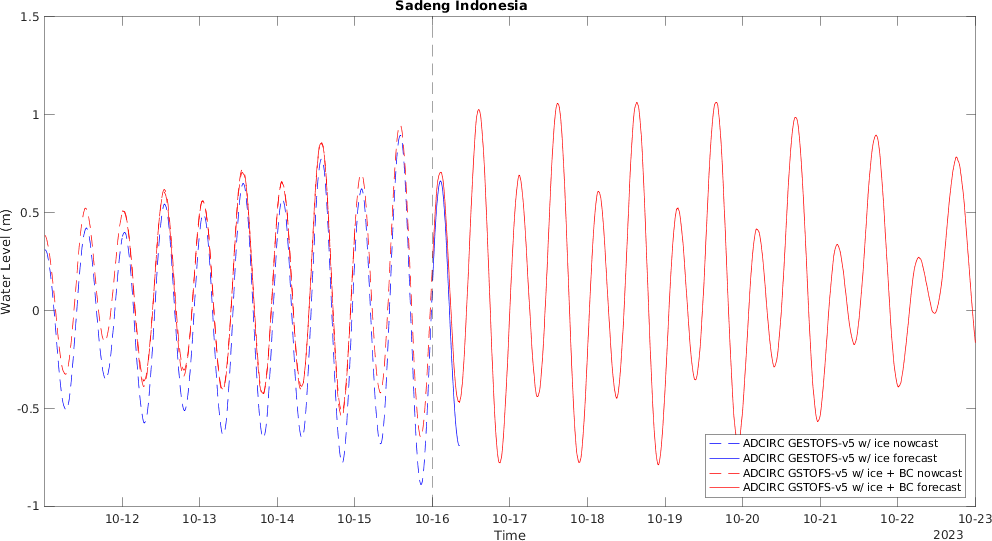 Sadeng Indonesia
1.5
1
0.5
0
-0.5
-1
Water Level (m)
ADCIRC GESTOFS-v5 w/ ice nowcast
ADCIRC GESTOFS-v5 w/ ice forecast
ADCIRC GSTOFS-v5 w/ ice + BC nowcast
ADCIRC GSTOFS-v5 w/ ice + BC forecast
10-12 10-13 10-14 10-15 10-16 10-17 10-18 10-19 10-20 10-21 10-22 10-23
Time
2023